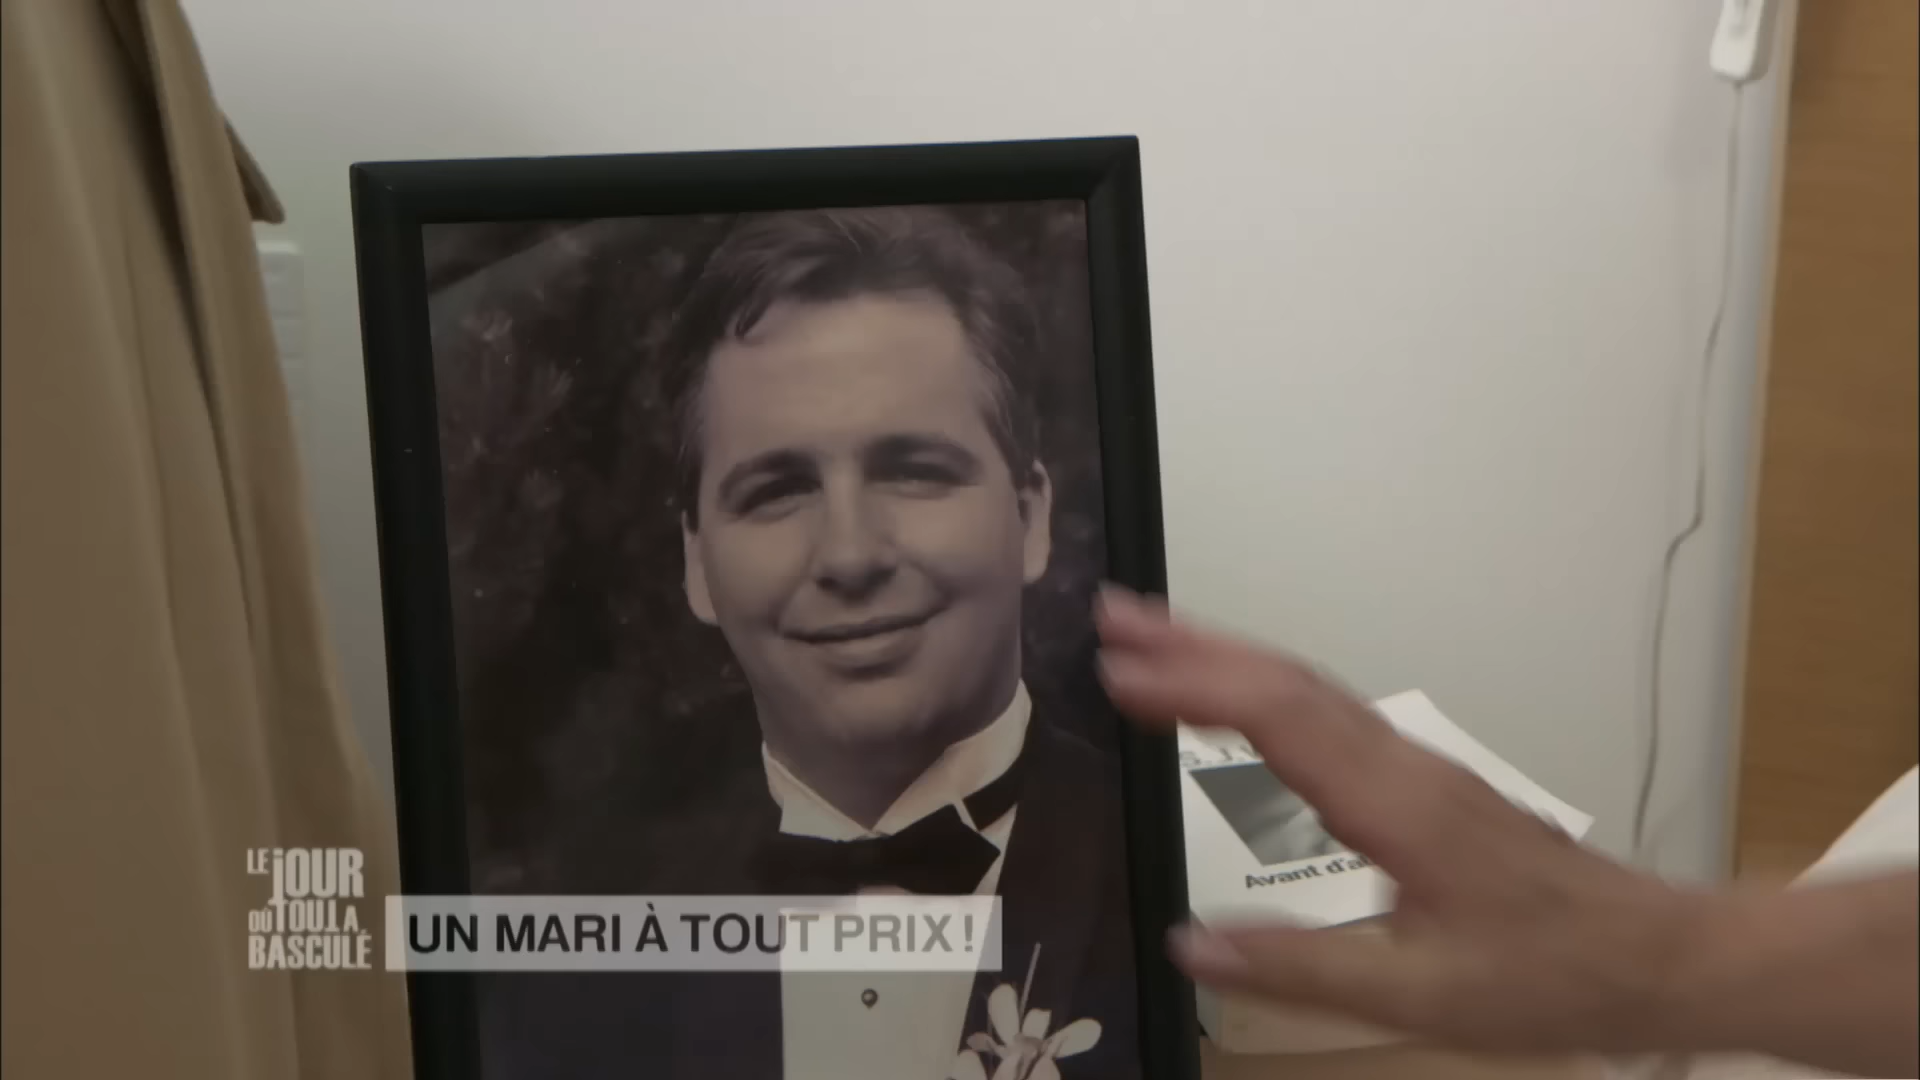 S.J.
Avant d'a
LE JOUR
OÙ TOUT A
BASCULÉ
UN MARI À TOUT PRIX !